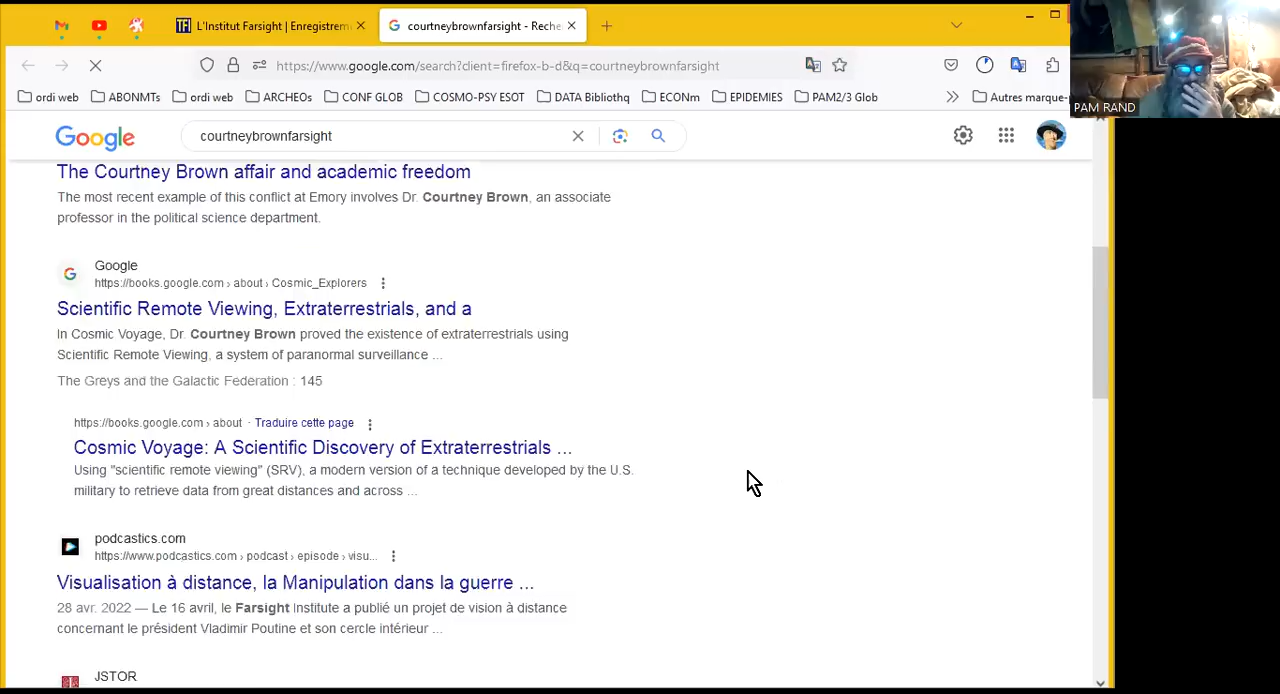 L'Institut Farsight | Enregistrem
courtneybrownfarsight - Reche
https://www.google.com/search?client=firefox-b-d&q=courtneybrownfarsight
PAM RAND
ordi web
ABONMTs
ordi web
ARCHEOs
CONF GLOB
COSMO-PSY ESOT
DATA Bibliothq
ECONm
EPIDEMIES
PAM2/3 Glob
Autres marque-
Google
courtneybrownfarsight
The Courtney Brown affair and academic freedom
The most recent example of this conflict at Emory involves Dr. Courtney Brown, an associate
professor in the political science department.
Google
https://books.google.com › about › Cosmic_Explorers
Scientific Remote Viewing, Extraterrestrials, and a
In Cosmic Voyage, Dr. Courtney Brown proved the existence of extraterrestrials using
Scientific Remote Viewing, a system of paranormal surveillance ...
The Greys and the Galactic Federation : 145
https://books.google.com › about · Traduire cette page
Cosmic Voyage: A Scientific Discovery of Extraterrestrials ...
Using "scientific remote viewing" (SRV), a modern version of a technique developed by the U.S.
military to retrieve data from great distances and across ...
podcastics.com
https://www.podcastics.com › podcast › episode › visu...
Visualisation à distance, la Manipulation dans la guerre ...
28 avr. 2022 — Le 16 avril, le Farsight Institute a publié un projet de vision à distance
concernant le président Vladimir Poutine et son cercle intérieur ...
JSTOR